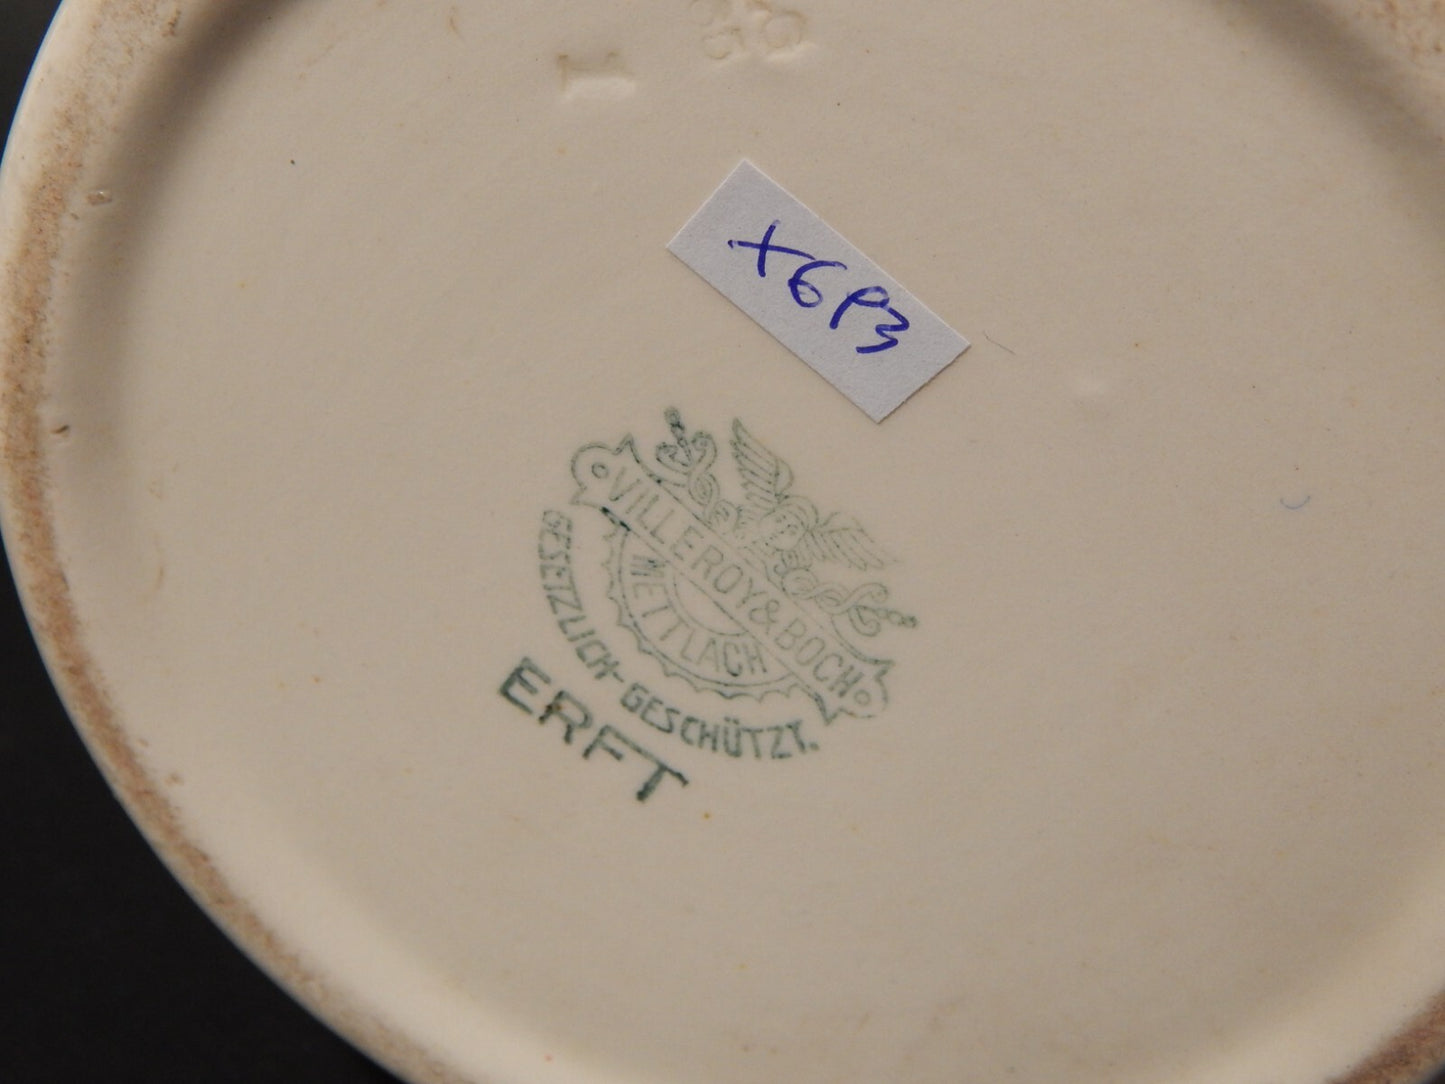 X6P3
VILLEROY & BOCH
METTLACH
GESETZLICH-GESCHÜTZT.
ERFT